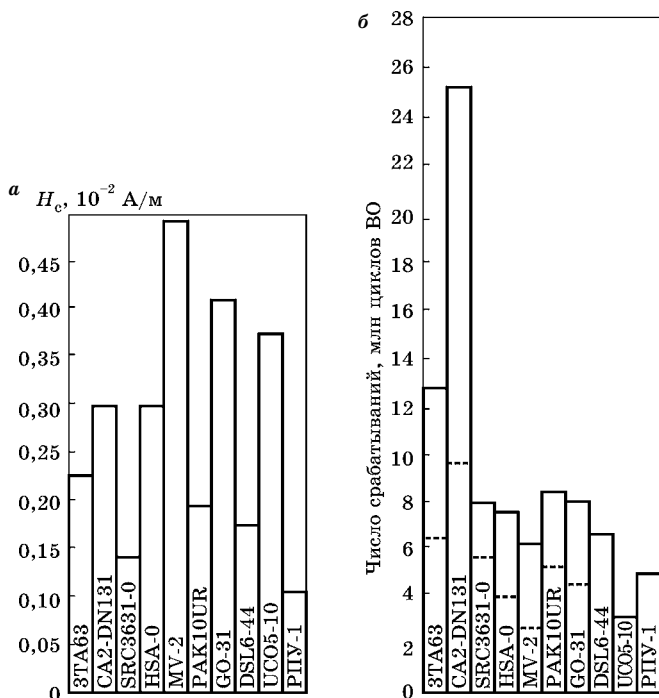 а
H_c, 10⁻² А/м
0,45
0,40
0,35
0,30
0,25
0,20
0,15
0,10
0,05
0
3TA63
CA2-DN131
SRC3631-0
HSA-0
MV-2
PAK10UR
GO-31
DSL6-44
UCO5-10
РПУ-1
б
Число срабатываний, млн циклов ВО
28
26
24
22
20
18
16
14
12
10
8
6
4
2
0
3TA63
CA2-DN131
SRC3631-0
HSA-0
MV-2
PAK10UR
GO-31
DSL6-44
UCO5-10
РПУ-1